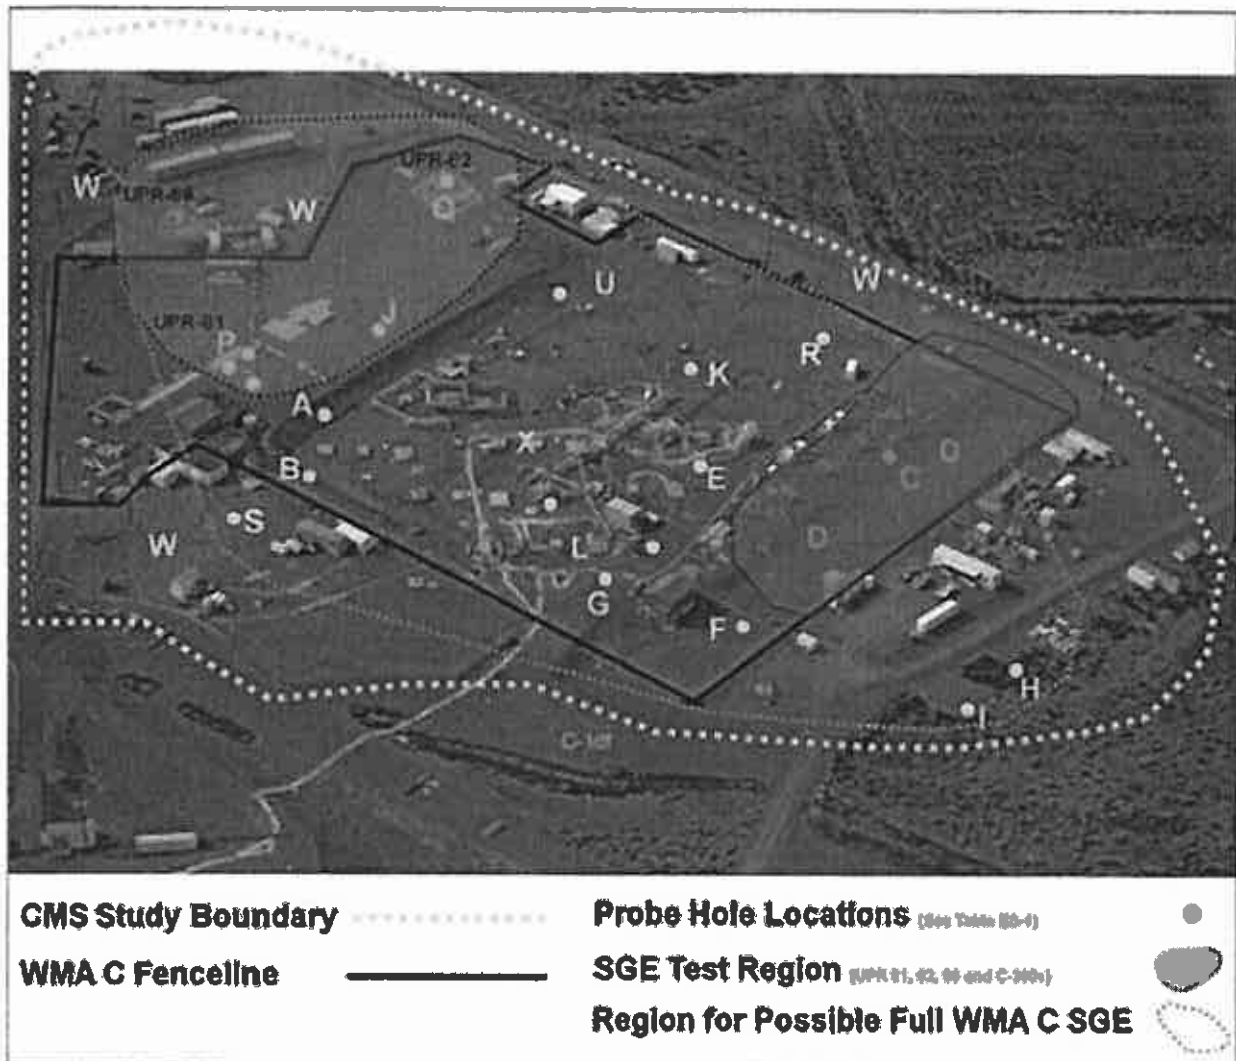 UPR-82
W
W
Q
U
W
UPR-81
J
P
R
K
A
X
C
E
B
S
D
W
L
G
F
H
I
CMS Study Boundary
Probe Hole Locations
WMA C Fenceline
SGE Test Region
Region for Possible Full WMA C SGE